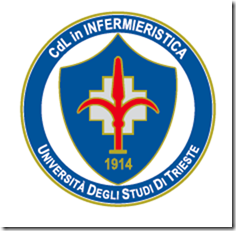 CdL in INFERMIERISTICA
1914
UNIVERSITÀ DEGLI STUDI DI TRIESTE